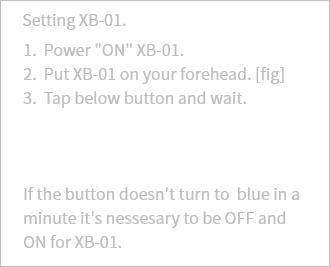 Setting XB-01.
1. Power "ON" XB-01.
2. Put XB-01 on your forehead. [fig]
3. Tap below button and wait.
If the button doesn't turn to  blue in a
minute it's nessesary to be OFF and
ON for XB-01.